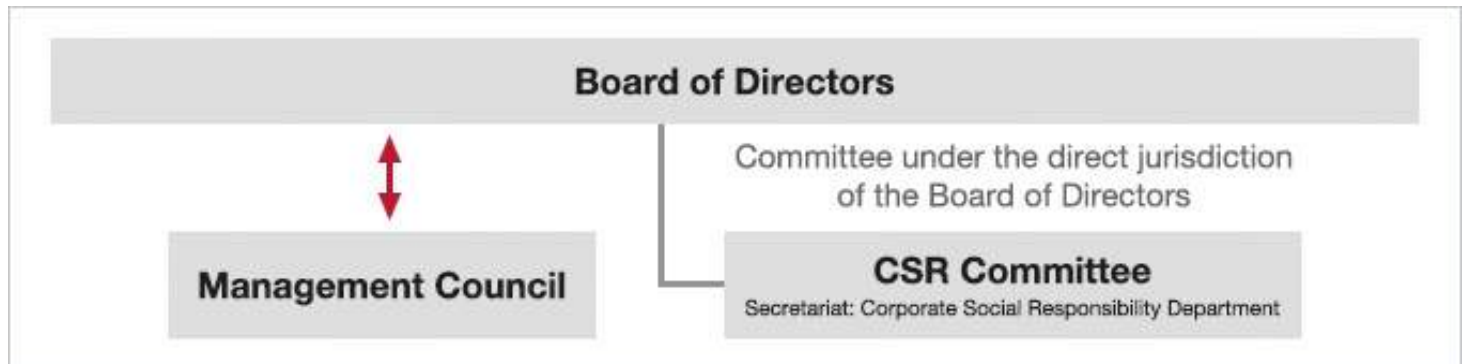 Board of Directors
Committee under the direct jurisdiction
of the Board of Directors
Management Council
CSR Committee
Secretariat: Corporate Social Responsibility Department